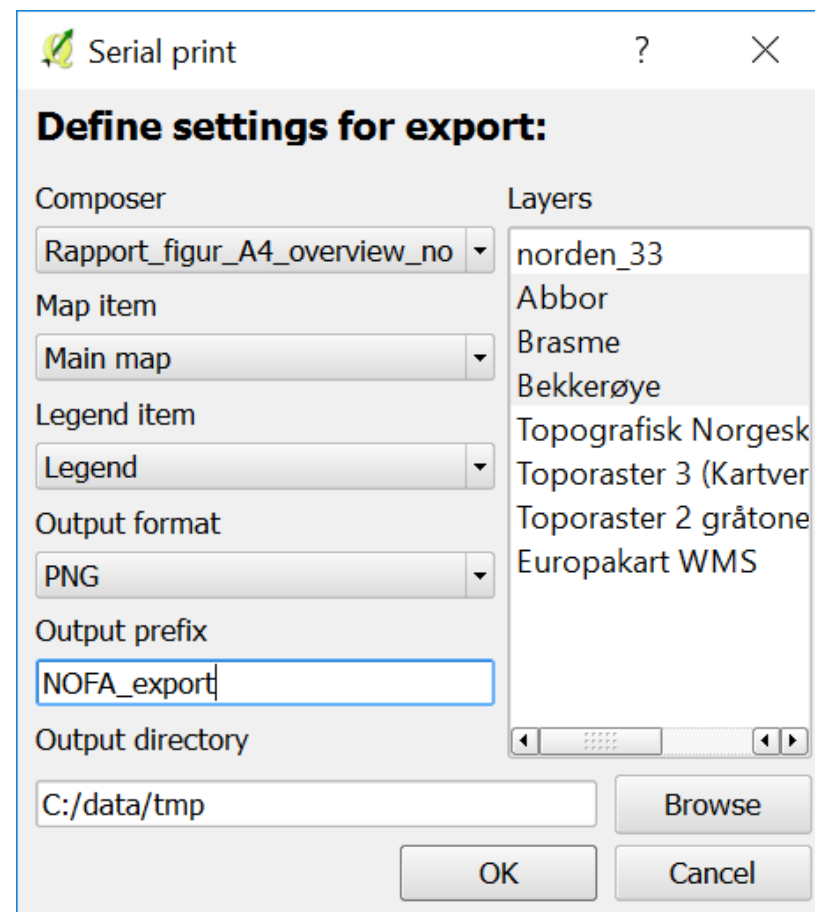 Serial print
Define settings for export:
Composer
Rapport_figur_A4_overview_no
Map item
Main map
Legend item
Legend
Output format
PNG
Output prefix
NOFA_export
Output directory
C:/data/tmp
Layers
norden_33
Abbor
Brasme
Bekkerøye
Topografisk Norgesk
Toporaster 3 (Kartver
Toporaster 2 gråtone
Europakart WMS
Browse
OK
Cancel